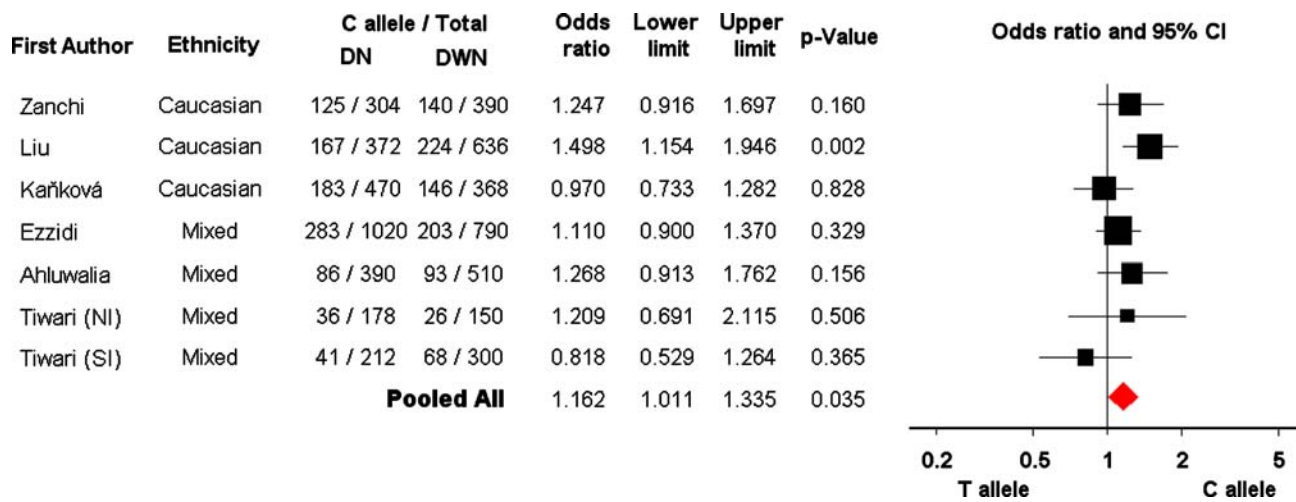 First Author Ethnicity C allele / Total Odds ratio Lower limit Upper limit p-Value Odds ratio and 95% CI
DN DWN
Zanchi Caucasian 125 / 304 140 / 390 1.247 0.916 1.697 0.160
Liu Caucasian 167 / 372 224 / 636 1.498 1.154 1.946 0.002
Kaňková Caucasian 183 / 470 146 / 368 0.970 0.733 1.282 0.828
Ezzidi Mixed 283 / 1020 203 / 790 1.110 0.900 1.370 0.329
Ahluwalia Mixed 86 / 390 93 / 510 1.268 0.913 1.762 0.156
Tiwari (NI) Mixed 36 / 178 26 / 150 1.209 0.691 2.115 0.506
Tiwari (SI) Mixed 41 / 212 68 / 300 0.818 0.529 1.264 0.365
Pooled All 1.162 1.011 1.335 0.035
0.2 0.5 1 2 5
T allele C allele